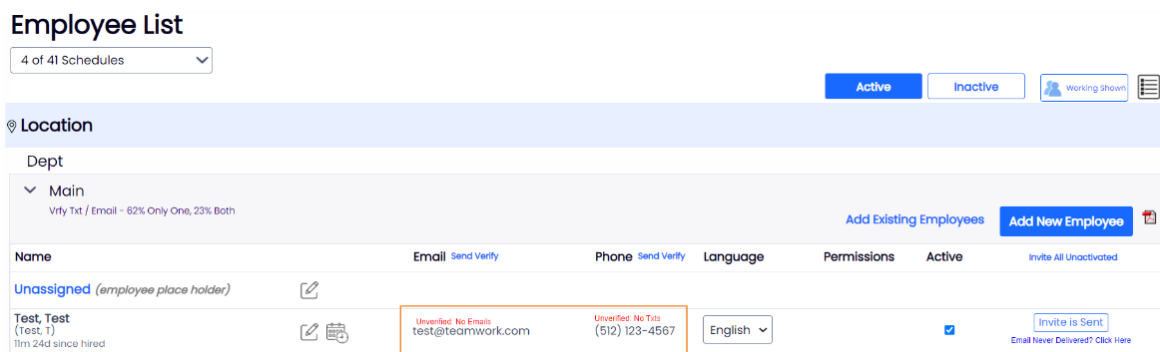 Employee List
4 of 41 Schedules
Active Inactive Working Shown
Location
Dept
Main
Vrfy Txt / Email - 62% Only One, 23% Both
Add Existing Employees Add New Employee
Name Email Send Verify Phone Send Verify Language Permissions Active Invite All Unactivated
Unassigned (employee place holder)
Test, Test Unverified: No Emails Unverified: No Txts Invite is Sent
(Test, T) test@teamwork.com (512) 123-4567 English
11m 24d since hired Email Never Delivered? Click Here